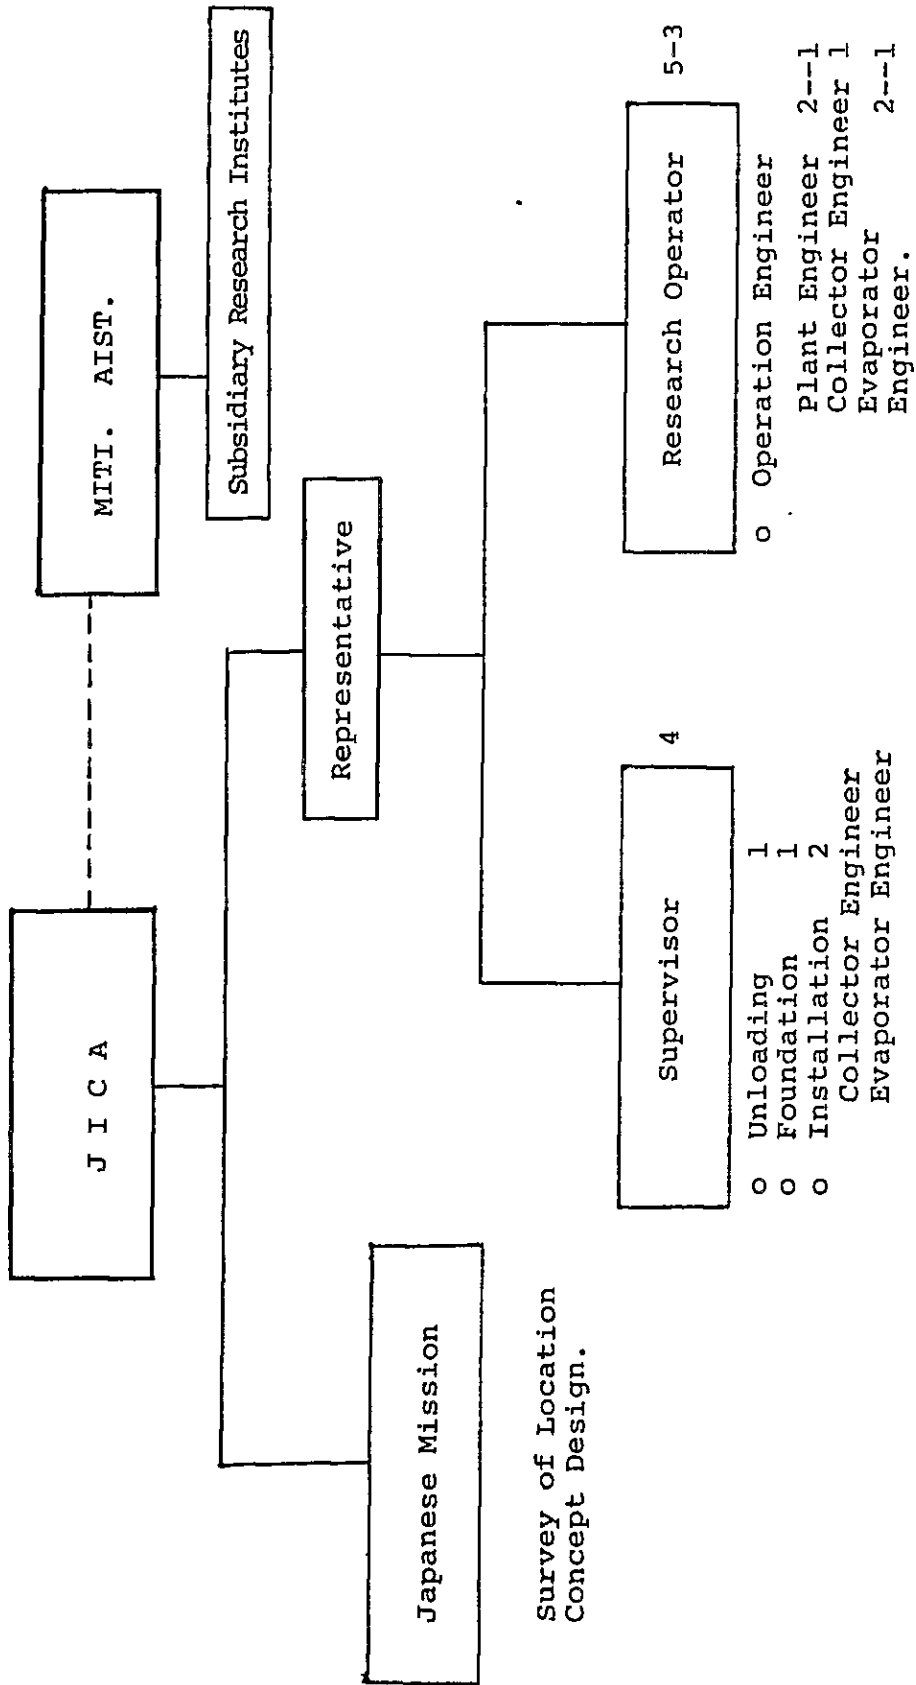 J I C A
MITI. AIST.
Subsidiary Research Institutes
Representative
Japanese Mission
Survey of Location
Concept Design.
Supervisor 4
o Unloading 1
o Foundation 1
o Installation 2
Collector Engineer
Evaporator Engineer
Research Operator 5-3
o Operation Engineer
Plant Engineer 2--1
Collector Engineer 1
Evaporator 2--1
Engineer.